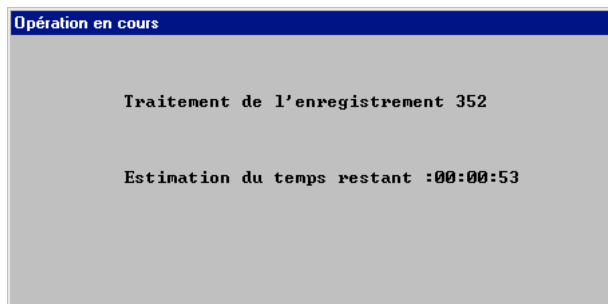 Opération en cours
Traitement de l'enregistrement 352
Estimation du temps restant :00:00:53